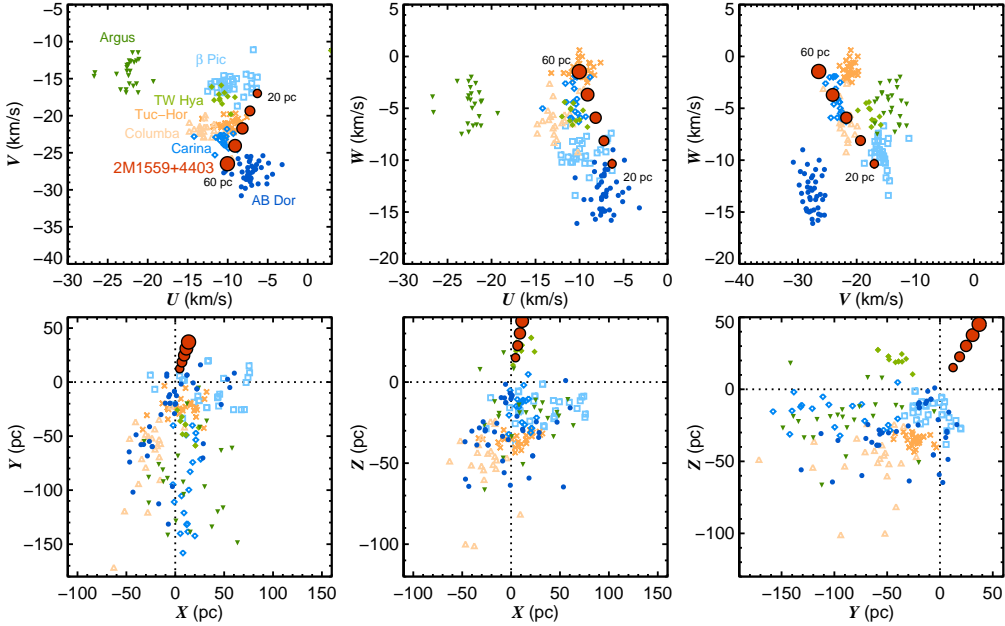 −5
−10
−15
−20
−25
−30
−35
−40
V (km/s)
−30
−25
−20
−15
−10
−5
0
U (km/s)
Argus
β Pic
TW Hya
Tuc-Hor
Columba
Carina
2M1559+4403
AB Dor
20 pc
60 pc
5
0
−5
−10
−15
−20
W (km/s)
−30
−25
−20
−15
−10
−5
0
U (km/s)
60 pc
20 pc
5
0
−5
−10
−15
−20
W (km/s)
−40
−30
−20
−10
0
V (km/s)
60 pc
20 pc
50
0
−50
−100
−150
Y (pc)
−100
−50
0
50
100
150
X (pc)
0
−50
−100
Z (pc)
−100
−50
0
50
100
150
X (pc)
50
0
−50
−100
Z (pc)
−150
−100
−50
0
50
Y (pc)